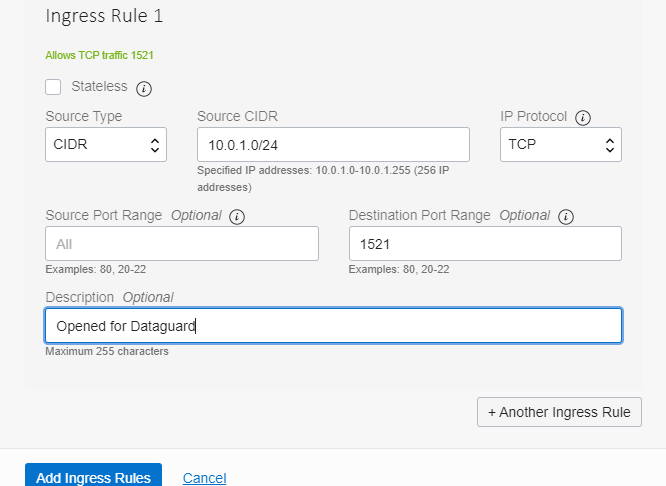 Ingress Rule 1
Allows TCP traffic 1521
Stateless i
Source Type Source CIDR IP Protocol i
CIDR 10.0.1.0/24 TCP
Specified IP addresses: 10.0.1.0-10.0.1.255 (256 IP
addresses)
Source Port Range Optional i Destination Port Range Optional i
All 1521
Examples: 80, 20-22 Examples: 80, 20-22
Description Optional
Opened for Dataguard
Maximum 255 characters
+ Another Ingress Rule
Add Ingress Rules Cancel